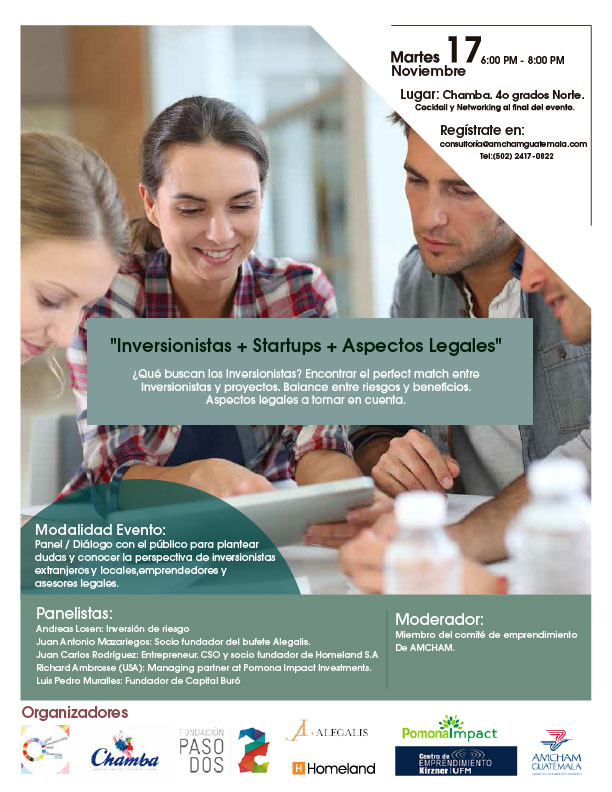 Martes 17 6:00 PM - 8:00 PM
Noviembre
Lugar: Chamba. 4o grados Norte.
Cocktail y Networking al final del evento.
Regístrate en:
consultoría@amchamguatemala.com
Tel:(502) 2417-0822
"Inversionistas + Startups + Aspectos Legales"
¿Qué buscan los Inversionistas? Encontrar el perfect match entre
Inversionistas y proyectos. Balance entre riesgos y beneficios.
Aspectos legales a tomar en cuenta.
Modalidad Evento:
Panel / Diálogo con el público para plantear
dudas y conocer la perspectiva de inversionistas
extranjeros y locales,emprendedores y
asesores legales.
Panelistas:
Andreas Losen: Inversión de riesgo
Juan Antonio Mazariegos: Socio fundador del bufete Alegalis.
Juan Carlos Rodríguez: Entrepreneur. CSO y socio fundador de Homeland S.A
Richard Ambrosse (USA): Managing partner at Pomona Impact Investments.
Luis Pedro Muralles: Fundador de Capital Buró
Moderador:
Miembro del comité de emprendimiento
De AMCHAM.
Organizadores
Chamba
FUNDACIÓN
PASO
DOS
2
ALEGALIS
Homeland
PomonaImpact
Centro de
EMPRENDIMIENTO
Kirzner UFM
AMCHAM
GUATEMALA